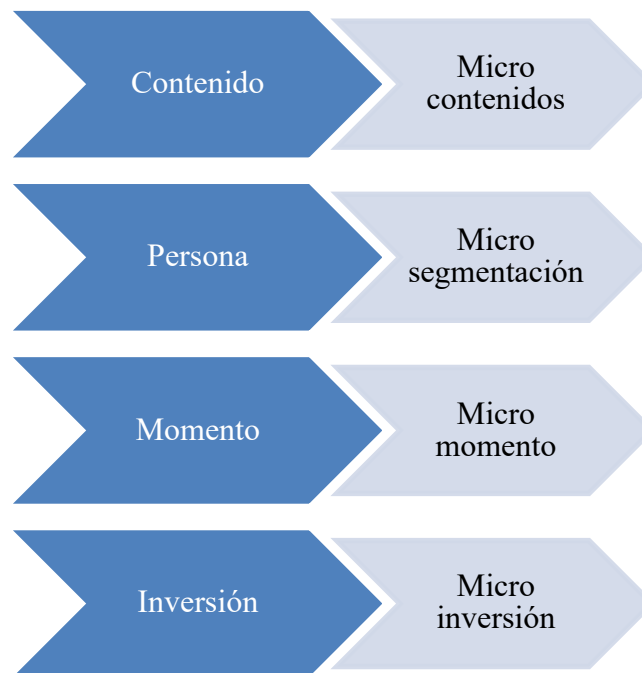 Contenido
Micro
contenidos
Persona
Micro
segmentación
Momento
Micro
momento
Inversión
Micro
inversión